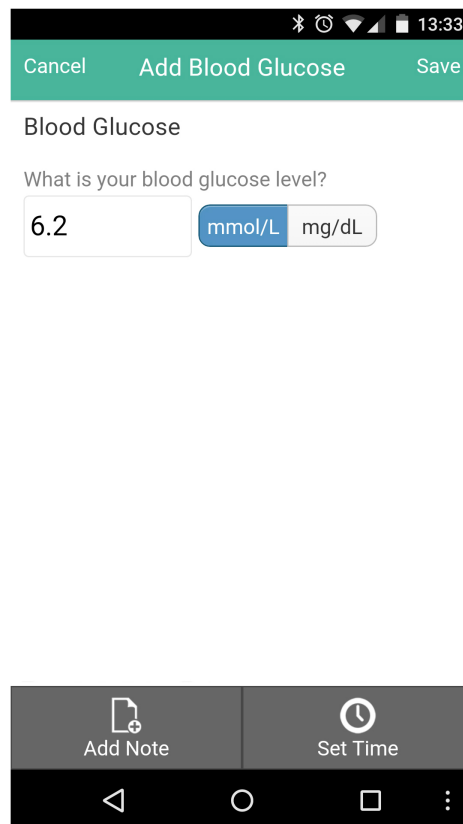 13:33
Cancel Add Blood Glucose Save
Blood Glucose
What is your blood glucose level?
6.2 mmol/L mg/dL
Add Note Set Time